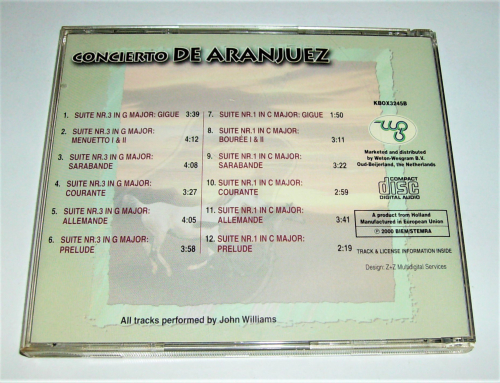 CONCIERTO DE ARANJUEZ
1. SUITE NR.3 IN G MAJOR: GIGUE 3:39
2. SUITE NR.3 IN G MAJOR:
MENUETTO I & II 4:12
3. SUITE NR.3 IN G MAJOR:
SARABANDE 4:08
4. SUITE NR.3 IN G MAJOR:
COURANTE 3:27
5. SUITE NR.3 IN G MAJOR:
ALLEMANDE 4:05
6. SUITE NR.3 IN G MAJOR:
PRELUDE 3:58
7. SUITE NR.1 IN C MAJOR: GIGUE 1:50
8. SUITE NR.1 IN C MAJOR:
BOURÉE I & II 3:11
9. SUITE NR.1 IN C MAJOR:
SARABANDE 3:22
10. SUITE NR.1 IN C MAJOR:
COURANTE 2:59
11. SUITE NR.1 IN C MAJOR:
ALLEMANDE 3:41
12. SUITE NR.1 IN C MAJOR:
PRELUDE 2:19
KBOX3345B
wg
Marketed and distributed
by Weton-Wesgram B.V.
Oud-Beijerland, the Netherlands
COMPACT
disc
DIGITAL AUDIO
A product from Holland
Manufactured in European Union
Ⓟ 2000 BIEM/STEMRA
TRACK & LICENSE INFORMATION INSIDE
Design: Z+Z Multidigital Services
All tracks performed by John Williams